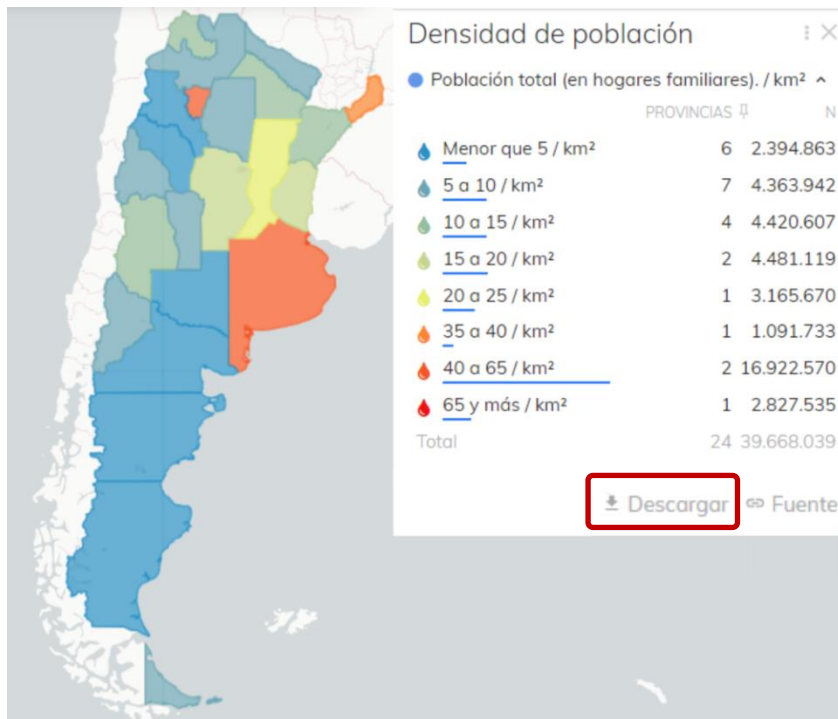 Densidad de población
Población total (en hogares familiares). / km²
PROVINCIAS N
Menor que 5 / km² 6 2.394.863
5 a 10 / km² 7 4.363.942
10 a 15 / km² 4 4.420.607
15 a 20 / km² 2 4.481.119
20 a 25 / km² 1 3.165.670
35 a 40 / km² 1 1.091.733
40 a 65 / km² 2 16.922.570
65 y más / km² 1 2.827.535
Total 24 39.668.039
Descargar Fuente